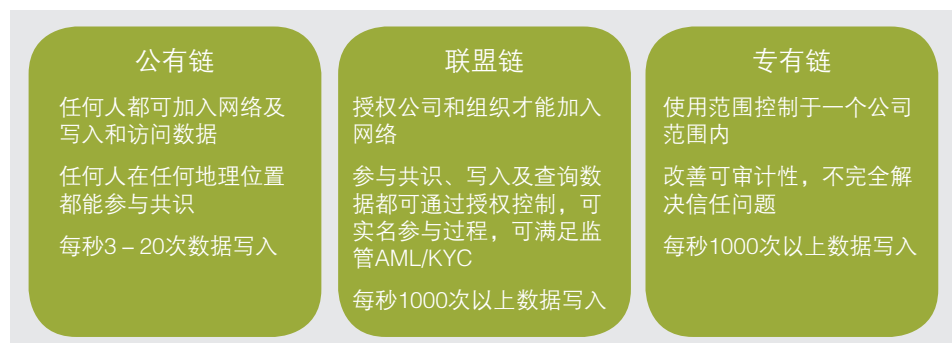 公有链
任何人都可加入网络及
写入和访问数据
任何人在任何地理位置
都能参与共识
每秒3－20次数据写入
联盟链
授权公司和组织才能加入
网络
参与共识、写入及查询数
据都可通过授权控制，可
实名参与过程，可满足监
管AML/KYC
每秒1000次以上数据写入
专有链
使用范围控制于一个公司
范围内
改善可审计性，不完全解
决信任问题
每秒1000次以上数据写入